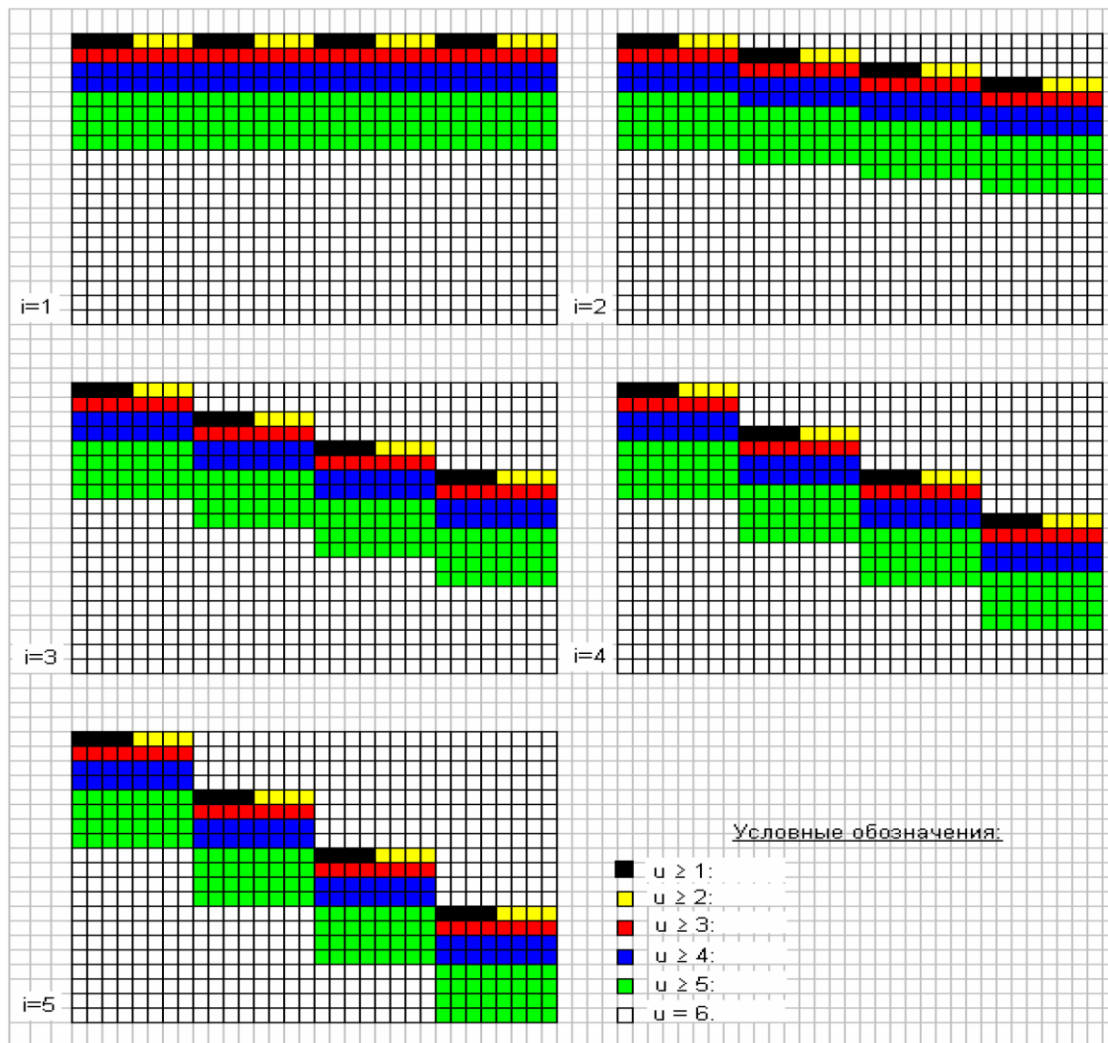 i=1
i=2
i=3
i=4
i=5
Условные обозначения:
u ≥ 1:
u ≥ 2:
u ≥ 3:
u ≥ 4:
u ≥ 5:
u = 6.